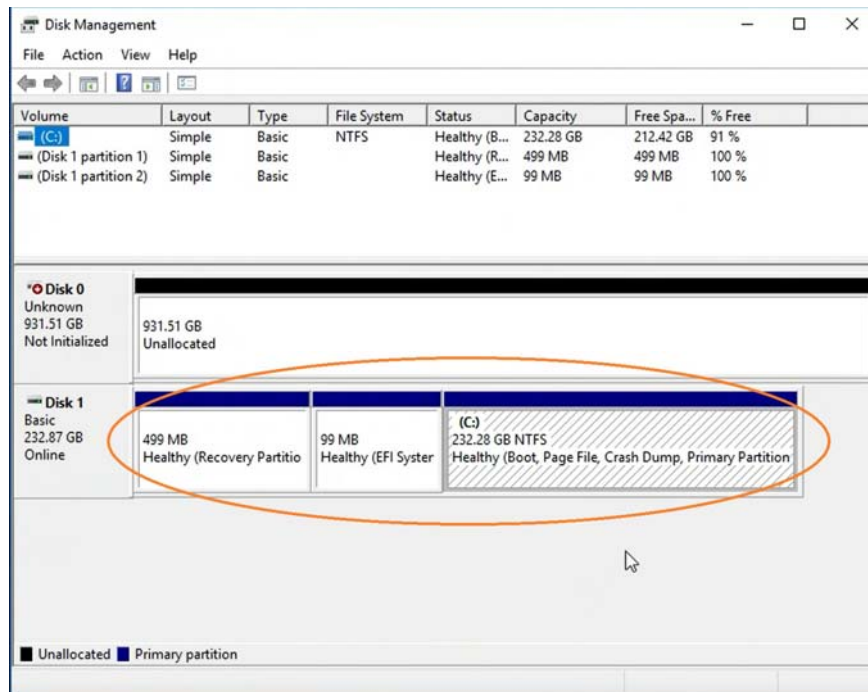 Disk Management
File Action View Help
Volume Layout Type File System Status Capacity Free Spa... % Free
(C:) Simple Basic NTFS Healthy (B... 232.28 GB 212.42 GB 91 %
(Disk 1 partition 1) Simple Basic Healthy (R... 499 MB 499 MB 100 %
(Disk 1 partition 2) Simple Basic Healthy (E... 99 MB 99 MB 100 %
Disk 0
Unknown
931.51 GB
Not Initialized
931.51 GB
Unallocated
Disk 1
Basic
232.87 GB
Online
499 MB
Healthy (Recovery Partitio
99 MB
Healthy (EFI Syster
(C:)
232.28 GB NTFS
Healthy (Boot, Page File, Crash Dump, Primary Partition
Unallocated Primary partition